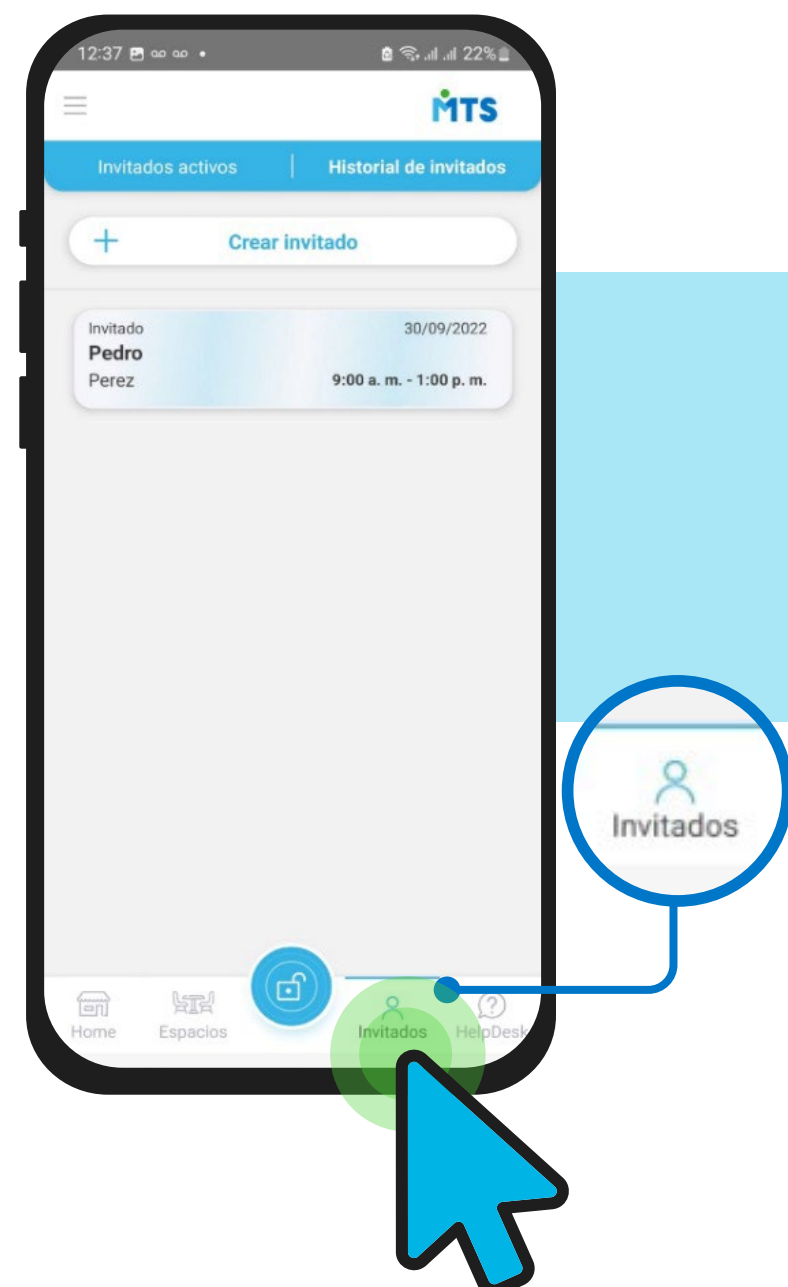 12:37
22%
MTS
Invitados activos | Historial de invitados
+ Crear invitado
Invitado 30/09/2022
Pedro
Perez 9:00 a. m. - 1:00 p. m.
Invitados
Home Espacios Invitados HelpDesk